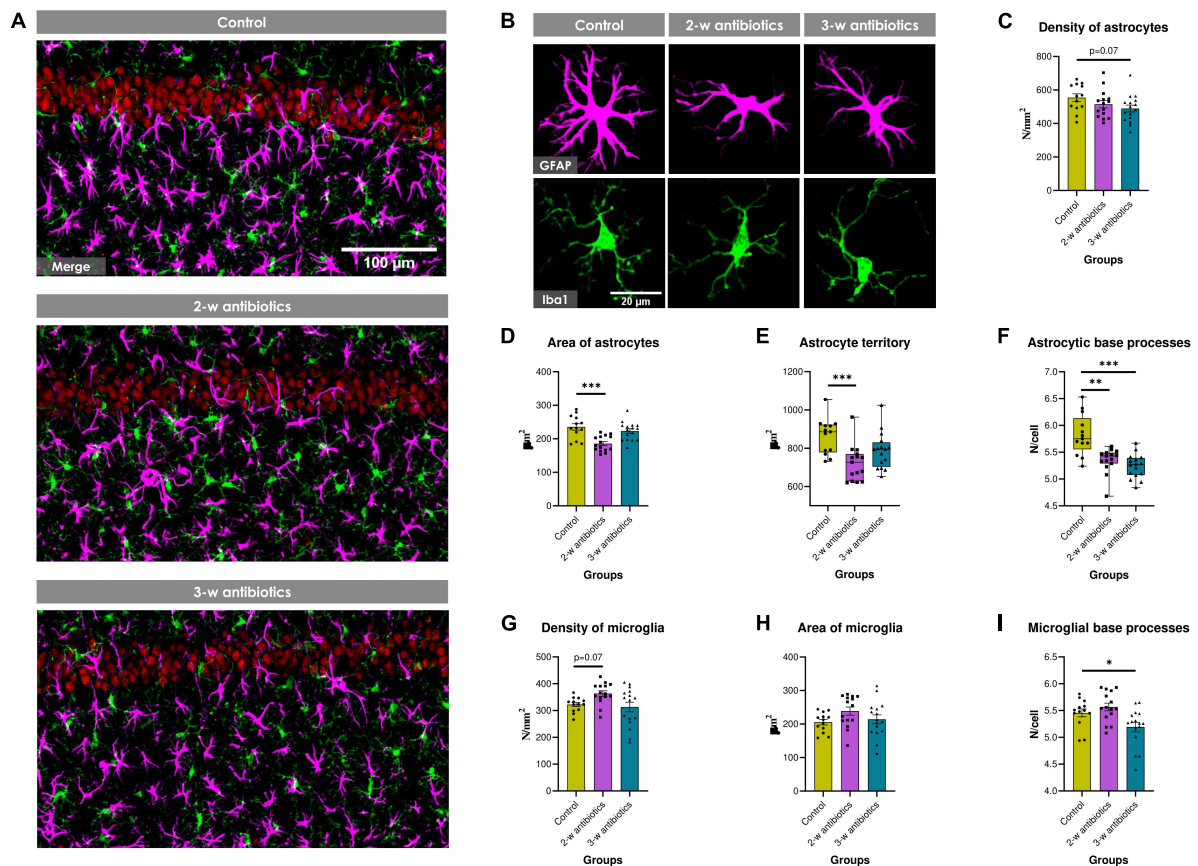 A
Control
Merge
100 µm
2-w antibiotics
3-w antibiotics
B
Control
2-w antibiotics
3-w antibiotics
GFAP
Iba1
20 µm
C
Density of astrocytes
p=0.07
N/mm²
800
600
400
200
0
Control
2-w antibiotics
3-w antibiotics
Groups
D
Area of astrocytes
***
m²
400
300
200
100
0
Control
2-w antibiotics
3-w antibiotics
Groups
E
Astrocyte territory
***
m²
1200
1000
800
600
Control
2-w antibiotics
3-w antibiotics
Groups
F
Astrocytic base processes
***
**
N/cell
7.0
6.5
6.0
5.5
5.0
4.5
Control
2-w antibiotics
3-w antibiotics
Groups
G
Density of microglia
p=0.07
N/mm²
500
400
300
200
100
0
Control
2-w antibiotics
3-w antibiotics
Groups
H
Area of microglia
m²
400
300
200
100
0
Control
2-w antibiotics
3-w antibiotics
Groups
I
Microglial base processes
*
N/cell
6.5
6.0
5.5
5.0
4.5
4.0
Control
2-w antibiotics
3-w antibiotics
Groups